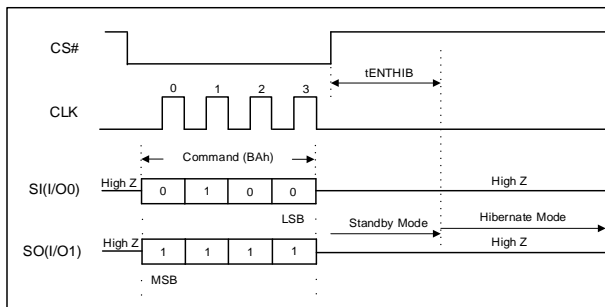 CS#
tENTHIB
0 1 2 3
CLK
Command (BAh)
SI(I/O0) High Z 0 1 0 0 High Z
LSB Standby Mode Hibernate Mode
SO(I/O1) High Z 1 1 1 1 High Z
MSB